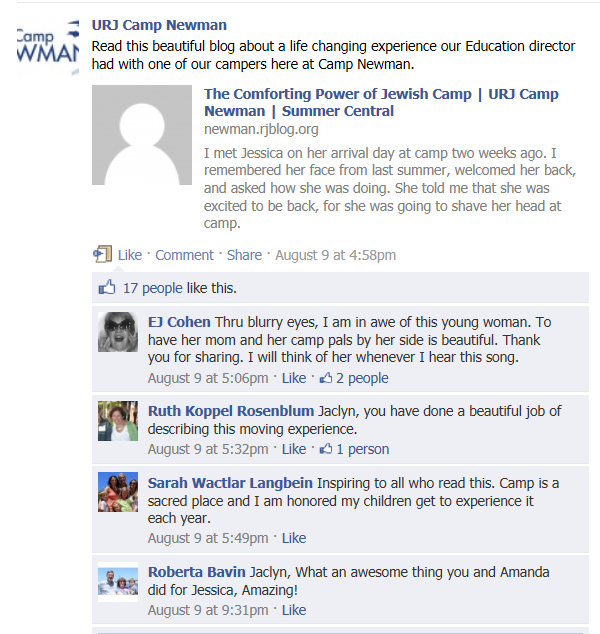 Camp
WMAN
URJ Camp Newman
Read this beautiful blog about a life changing experience our Education director
had with one of our campers here at Camp Newman.
The Comforting Power of Jewish Camp | URJ Camp
Newman | Summer Central
newman.rjblog.org
I met Jessica on her arrival day at camp two weeks ago. I
remembered her face from last summer, welcomed her back,
and asked how she was doing. She told me that she was
excited to be back, for she was going to shave her head at
camp.
Like · Comment · Share · August 9 at 4:58pm
17 people like this.
EJ Cohen Thru blurry eyes, I am in awe of this young woman. To
have her mom and her camp pals by her side is beautiful. Thank
you for sharing. I will think of her whenever I hear this song.
August 9 at 5:06pm · Like · 2 people
Ruth Koppel Rosenblum Jaclyn, you have done a beautiful job of
describing this moving experience.
August 9 at 5:32pm · Like · 1 person
Sarah Wactlar Langbein Inspiring to all who read this. Camp is a
sacred place and I am honored my children get to experience it
each year.
August 9 at 5:49pm · Like
Roberta Bavin Jaclyn, What an awesome thing you and Amanda
did for Jessica, Amazing!
August 9 at 9:31pm · Like